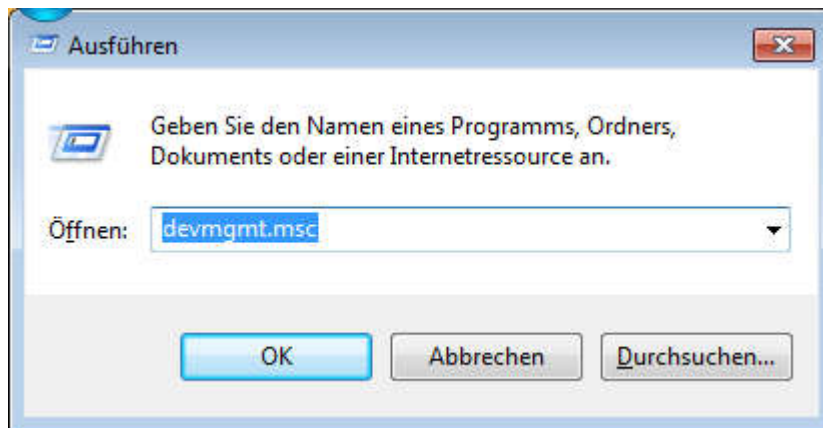 Ausführen
Geben Sie den Namen eines Programms, Ordners,
Dokuments oder einer Internetressource an.
Öffnen: devmgmt.msc
OK Abbrechen Durchsuchen...